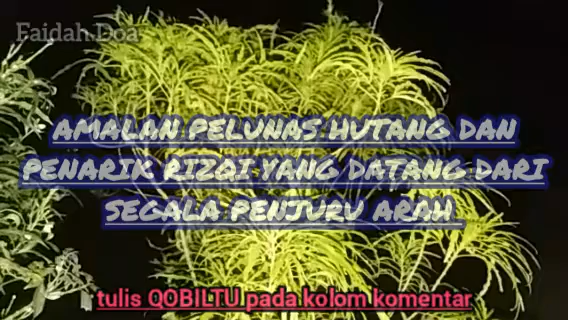 Faidah.Doa
AMALAN PELUNAS HUTANG DAN
PENARIK RIZQI YANG DATANG DARI
SEGALA PENJURU ARAH
tulis QOBILTU pada kolom komentar